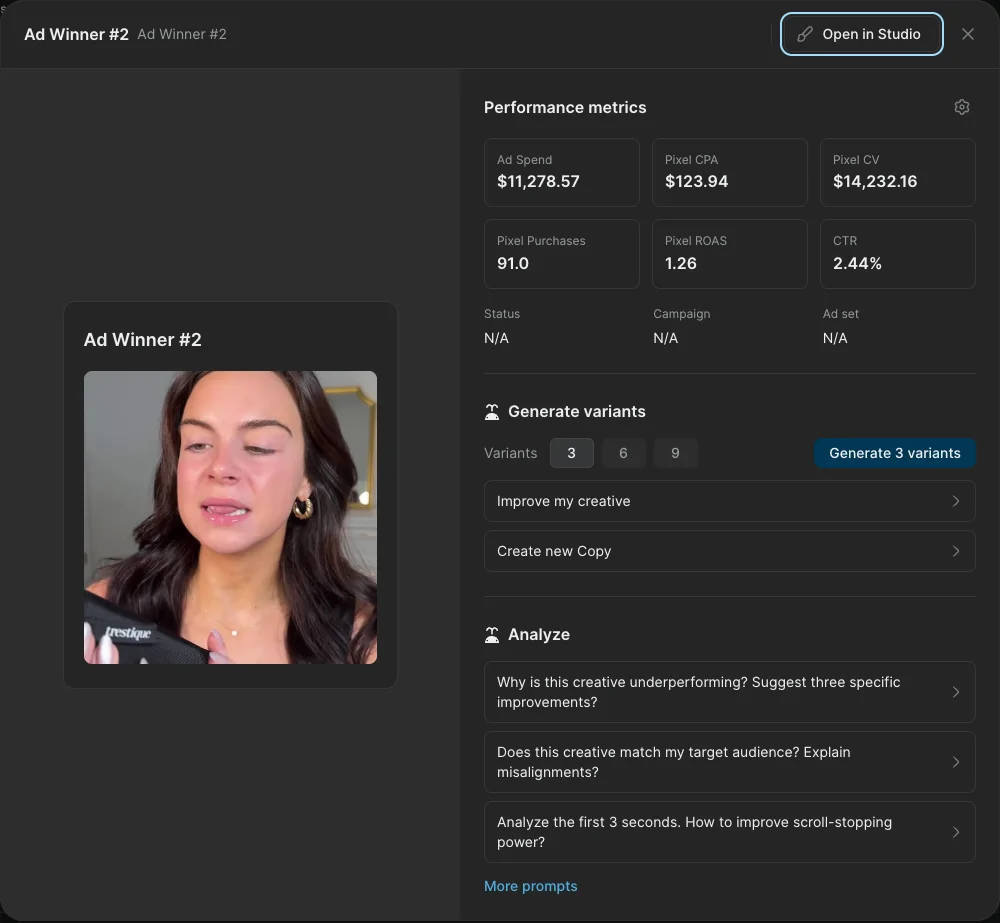 Ad Winner #2 Ad Winner #2
Open in Studio
Ad Winner #2
trestique
Performance metrics
Ad Spend
$11,278.57
Pixel CPA
$123.94
Pixel CV
$14,232.16
Pixel Purchases
91.0
Pixel ROAS
1.26
CTR
2.44%
Status
N/A
Campaign
N/A
Ad set
N/A
Generate variants
Variants 3 6 9 Generate 3 variants
Improve my creative
Create new Copy
Analyze
Why is this creative underperforming? Suggest three specific
improvements?
Does this creative match my target audience? Explain
misalignments?
Analyze the first 3 seconds. How to improve scroll-stopping
power?
More prompts